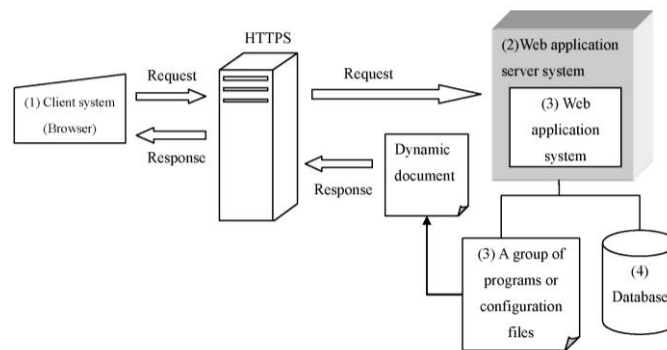 HTTPS
(1) Client system
(Browser)
Request
Response
Request
Response
(2)Web application
server system
(3) Web
application
system
Dynamic
document
(3) A group of
programs or
configuration
files
(4)
Database